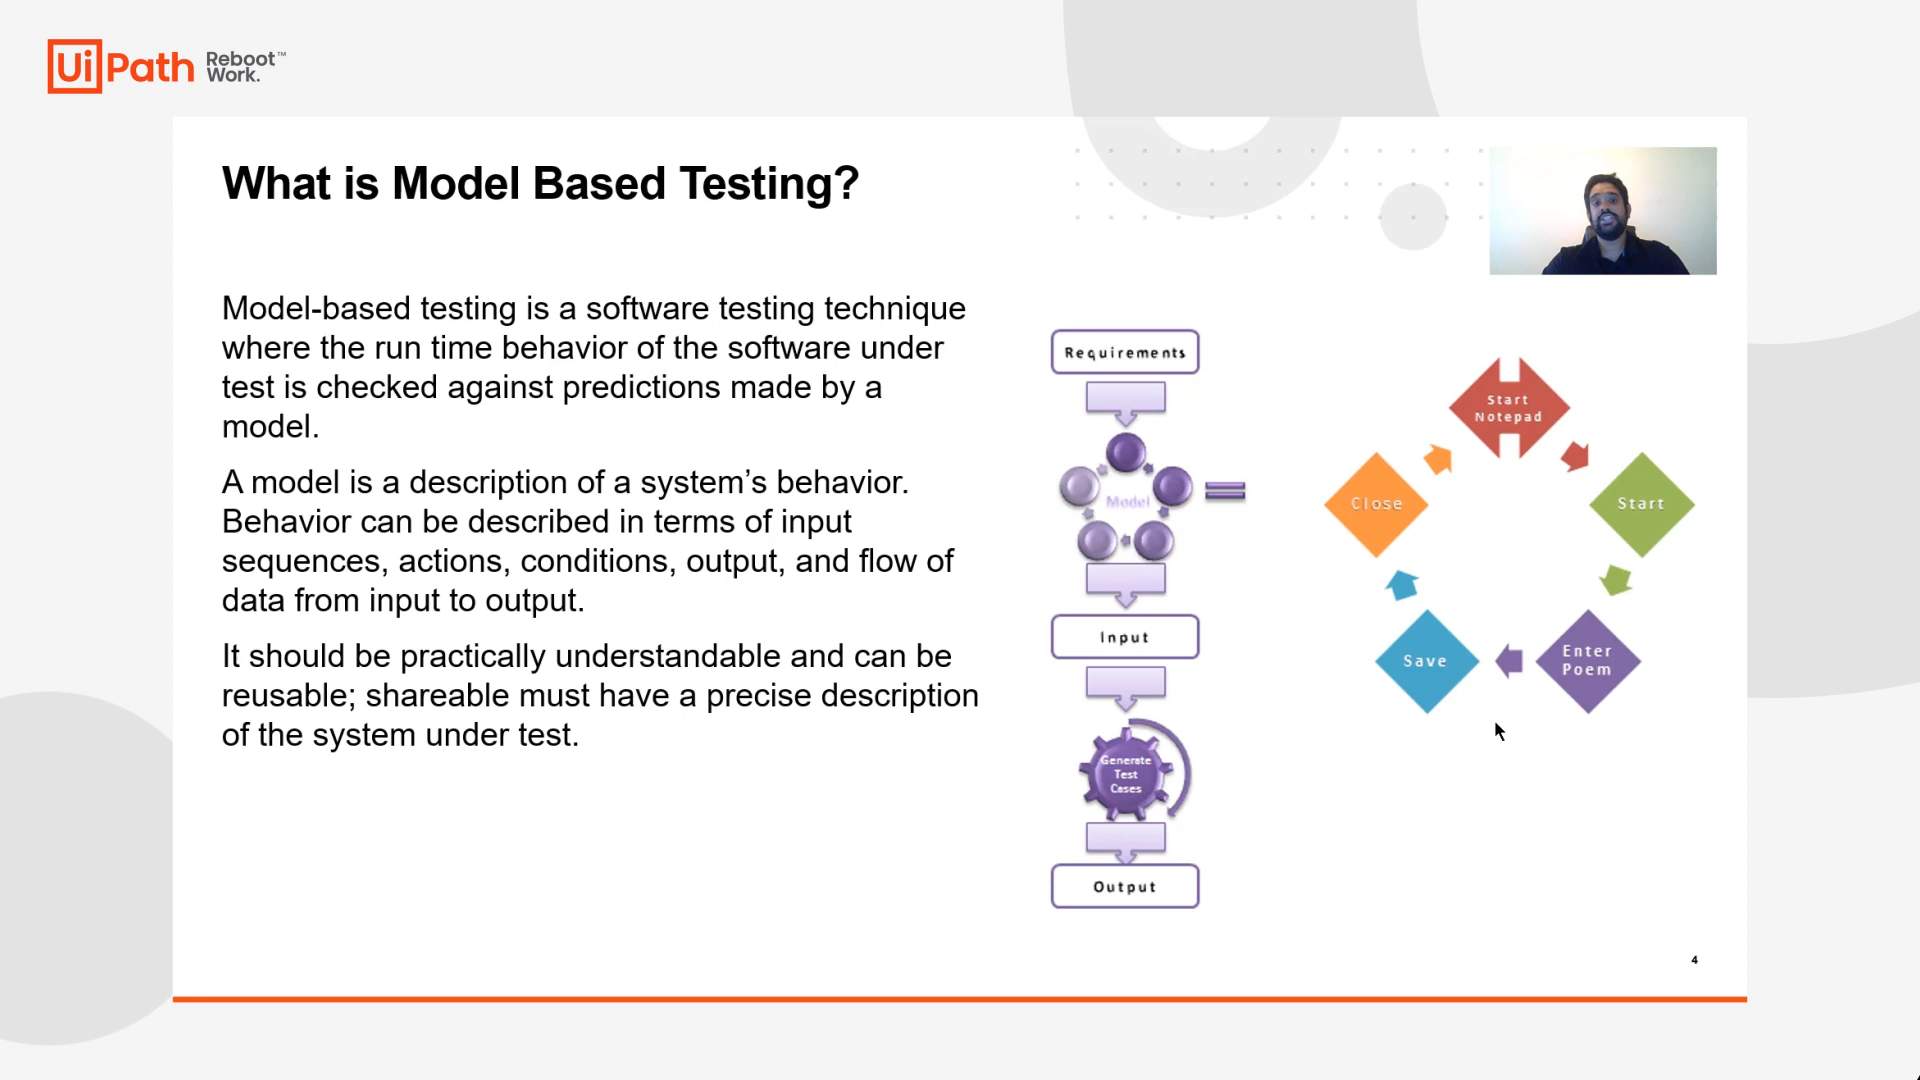 UiPath Reboot™
Work.
What is Model Based Testing?
Model-based testing is a software testing technique
where the run time behavior of the software under
test is checked against predictions made by a
model.
A model is a description of a system’s behavior.
Behavior can be described in terms of input
sequences, actions, conditions, output, and flow of
data from input to output.
It should be practically understandable and can be
reusable; shareable must have a precise description
of the system under test.
Requirements
Model
Input
Generate
Test
Cases
Output
Start
Notepad
Start
Enter
Poem
Save
Close
4